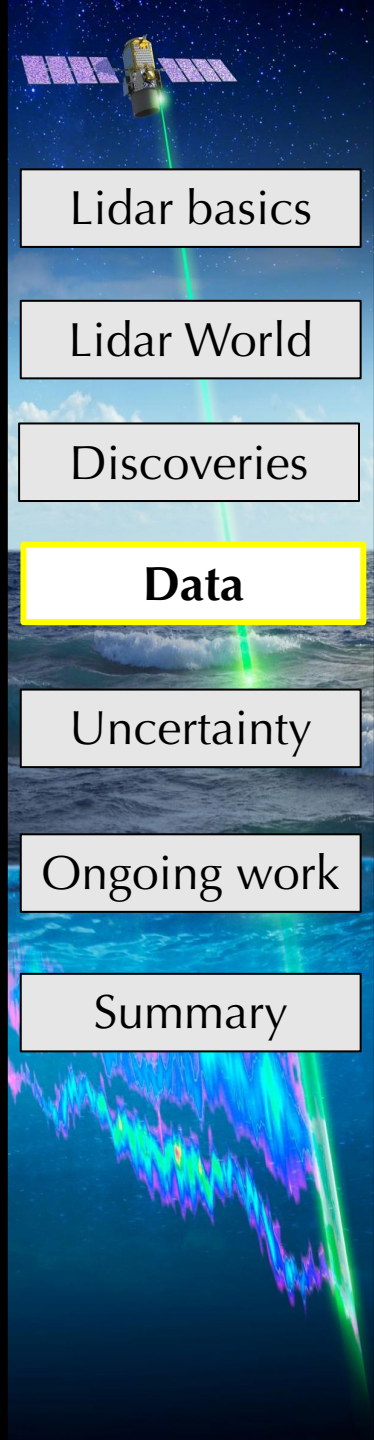 Lidar basics
Lidar World
Discoveries
Data
Uncertainty
Ongoing work
Summary